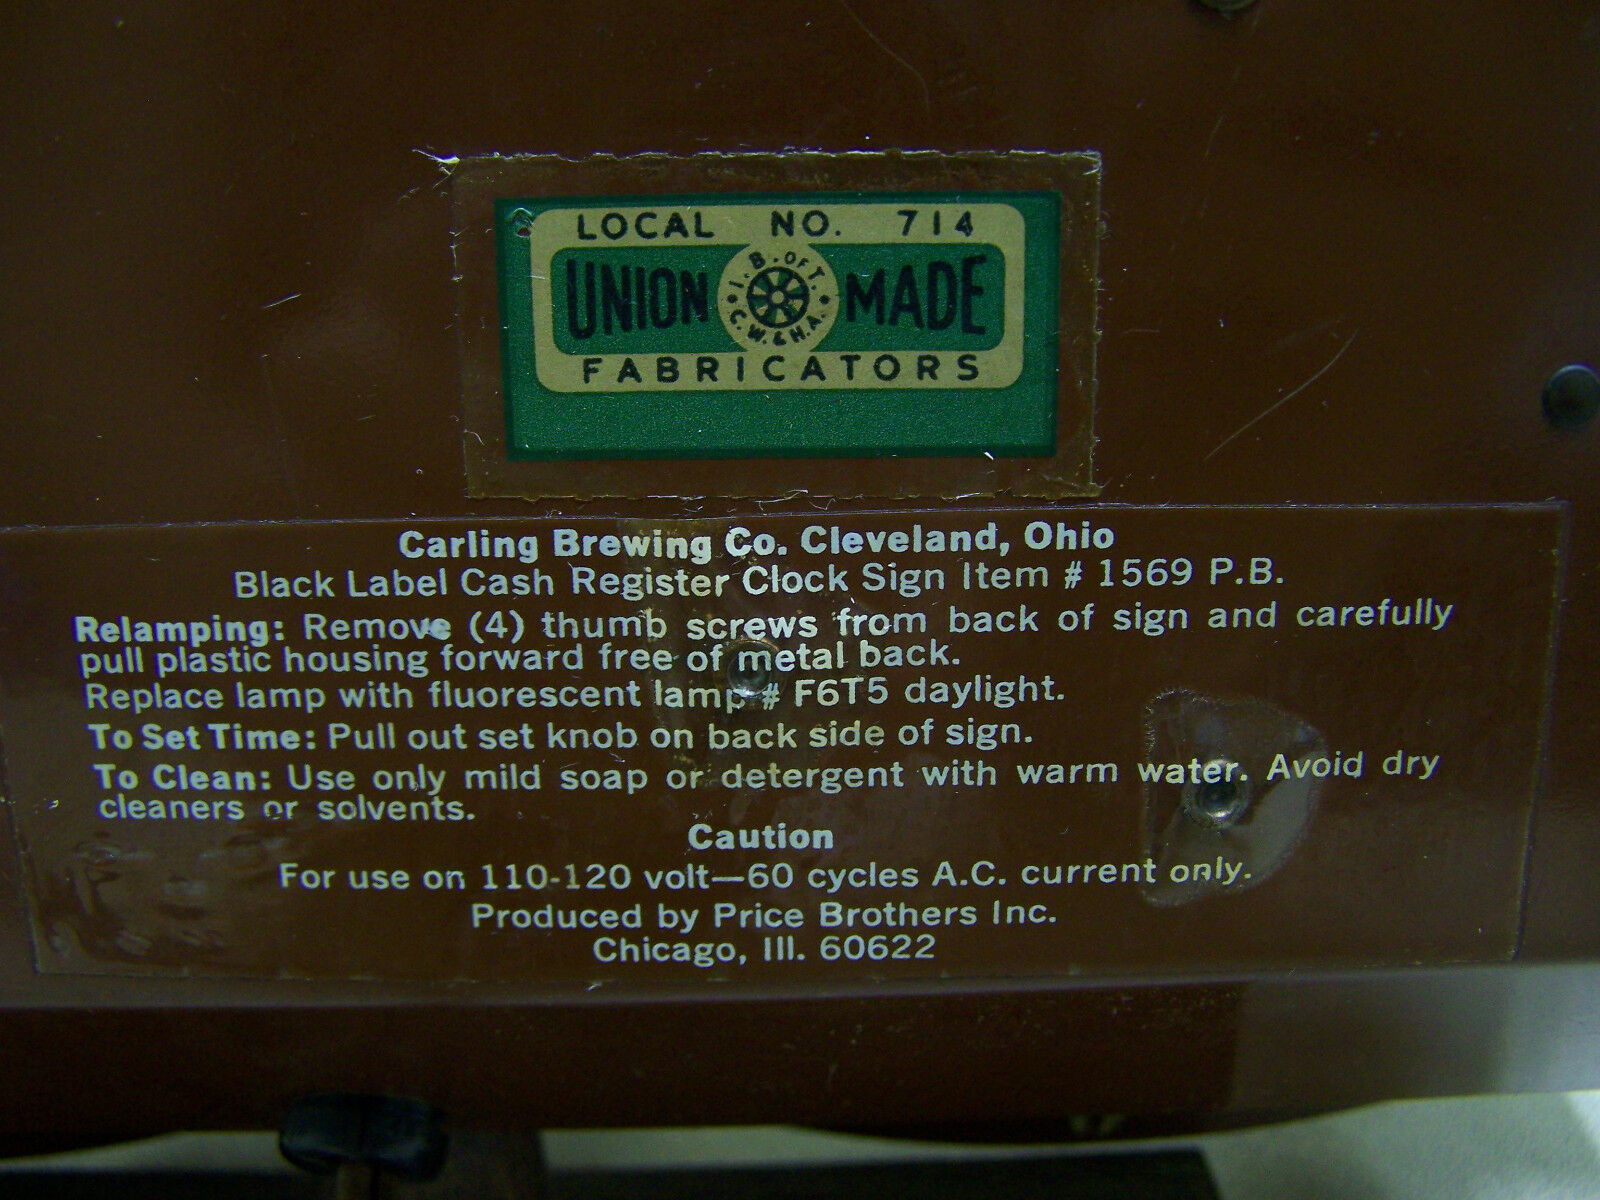 LOCAL NO. 714
UNION MADE
I. B. OF T.
C. W. & H. A.
FABRICATORS
Carling Brewing Co. Cleveland, Ohio
Black Label Cash Register Clock Sign Item # 1569 P.B.
Relamping: Remove (4) thumb screws from back of sign and carefully
pull plastic housing forward free of metal back.
Replace lamp with fluorescent lamp # F6T5 daylight.
To Set Time: Pull out set knob on back side of sign.
To Clean: Use only mild soap or detergent with warm water. Avoid dry
cleaners or solvents.
Caution
For use on 110-120 volt—60 cycles A.C. current only.
Produced by Price Brothers Inc.
Chicago, Ill. 60622